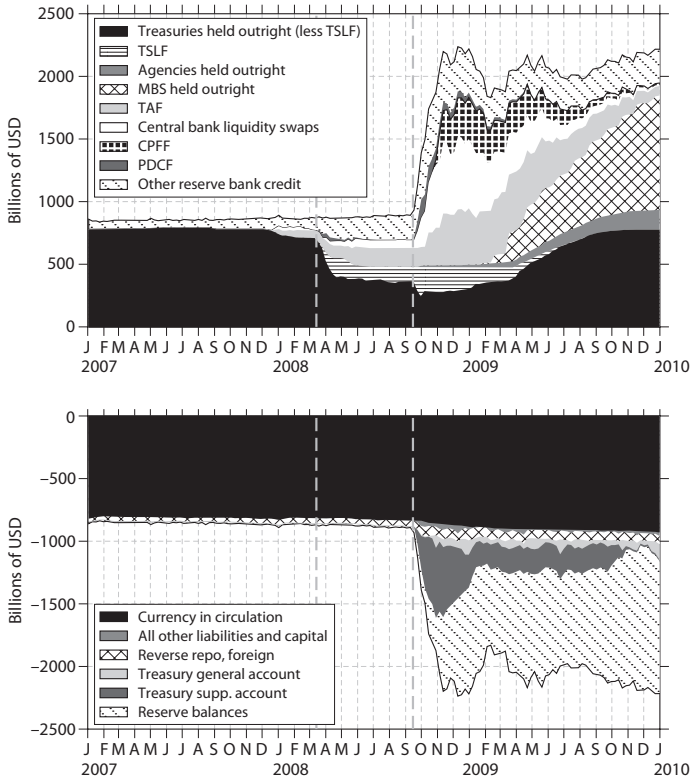 2500
2000
1500
1000
500
0
Billions of USD
Treasuries held outright (less TSLF)
TSLF
Agencies held outright
MBS held outright
TAF
Central bank liquidity swaps
CPFF
PDCF
Other reserve bank credit
J F M A M J J A S O N D J F M A M J J A S O N D J F M A M J J A S O N D J
2007 2008 2009 2010
0
−500
−1000
−1500
−2000
−2500
Billions of USD
Currency in circulation
All other liabilities and capital
Reverse repo, foreign
Treasury general account
Treasury supp. account
Reserve balances
J F M A M J J A S O N D J F M A M J J A S O N D J F M A M J J A S O N D J
2007 2008 2009 2010